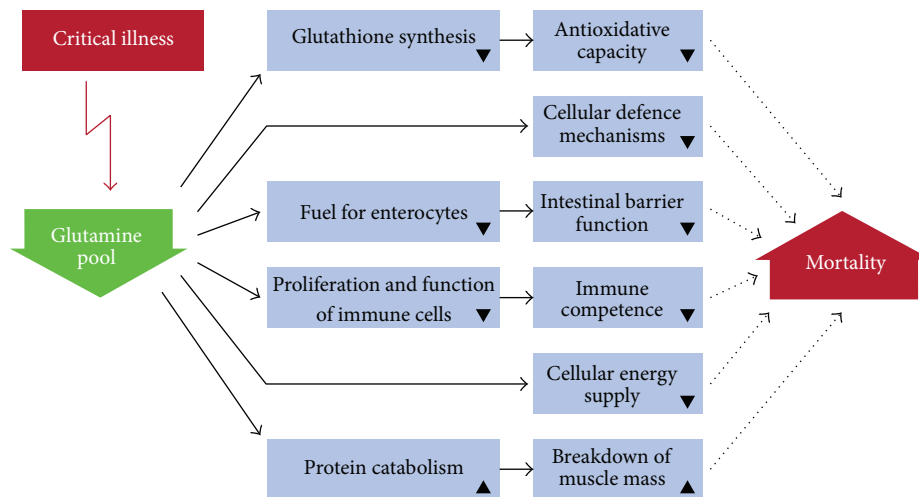 Critical illness
Glutathione synthesis
Antioxidative
capacity
Cellular defence
mechanisms
Glutamine
pool
Fuel for enterocytes
Intestinal barrier
function
Mortality
Proliferation and function
of immune cells
Immune
competence
Cellular energy
supply
Protein catabolism
Breakdown of
muscle mass